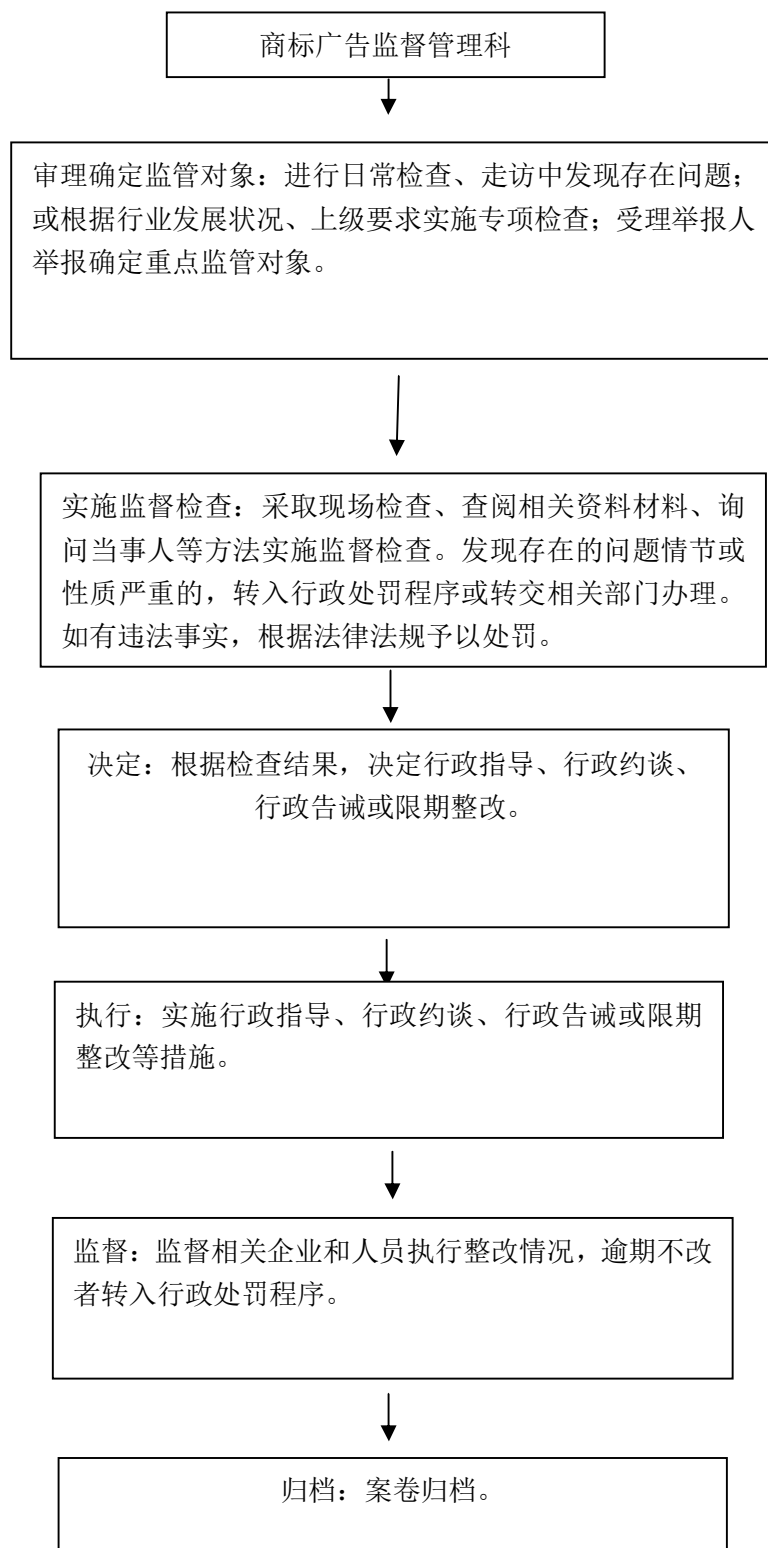 商标广告监督管理科
审理确定监管对象：进行日常检查、走访中发现存在问题；
或根据行业发展状况、上级要求实施专项检查；受理举报人
举报确定重点监管对象。
实施监督检查：采取现场检查、查阅相关资料材料、询
问当事人等方法实施监督检查。发现存在的问题情节或
性质严重的，转入行政处罚程序或转交相关部门办理。
如有违法事实，根据法律法规予以处罚。
决定：根据检查结果，决定行政指导、行政约谈、
行政告诫或限期整改。
执行：实施行政指导、行政约谈、行政告诫或限期
整改等措施。
监督：监督相关企业和人员执行整改情况，逾期不改
者转入行政处罚程序。
归档：案卷归档。